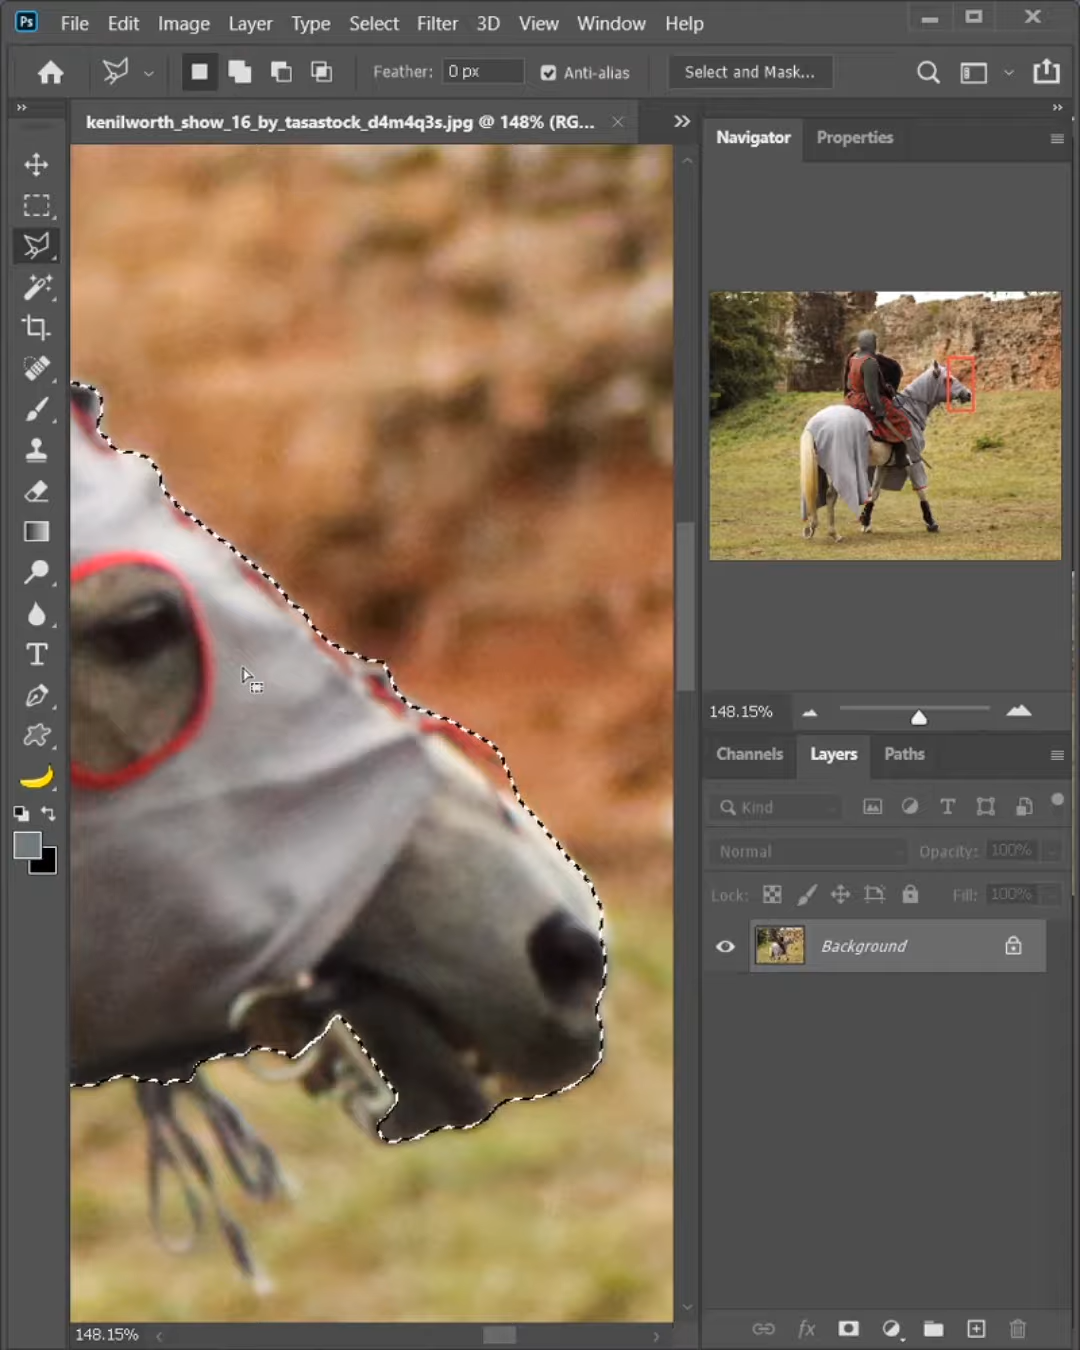 Ps File Edit Image Layer Type Select Filter 3D View Window Help
Feather: 0 px Anti-alias Select and Mask...
kenilworth_show_16_by_tasastock_d4m4q3s.jpg @ 148% (RG...
Navigator Properties
148.15%
Channels Layers Paths
Kind
Normal Opacity: 100%
Lock: Fill: 100%
Background
fx
148.15%